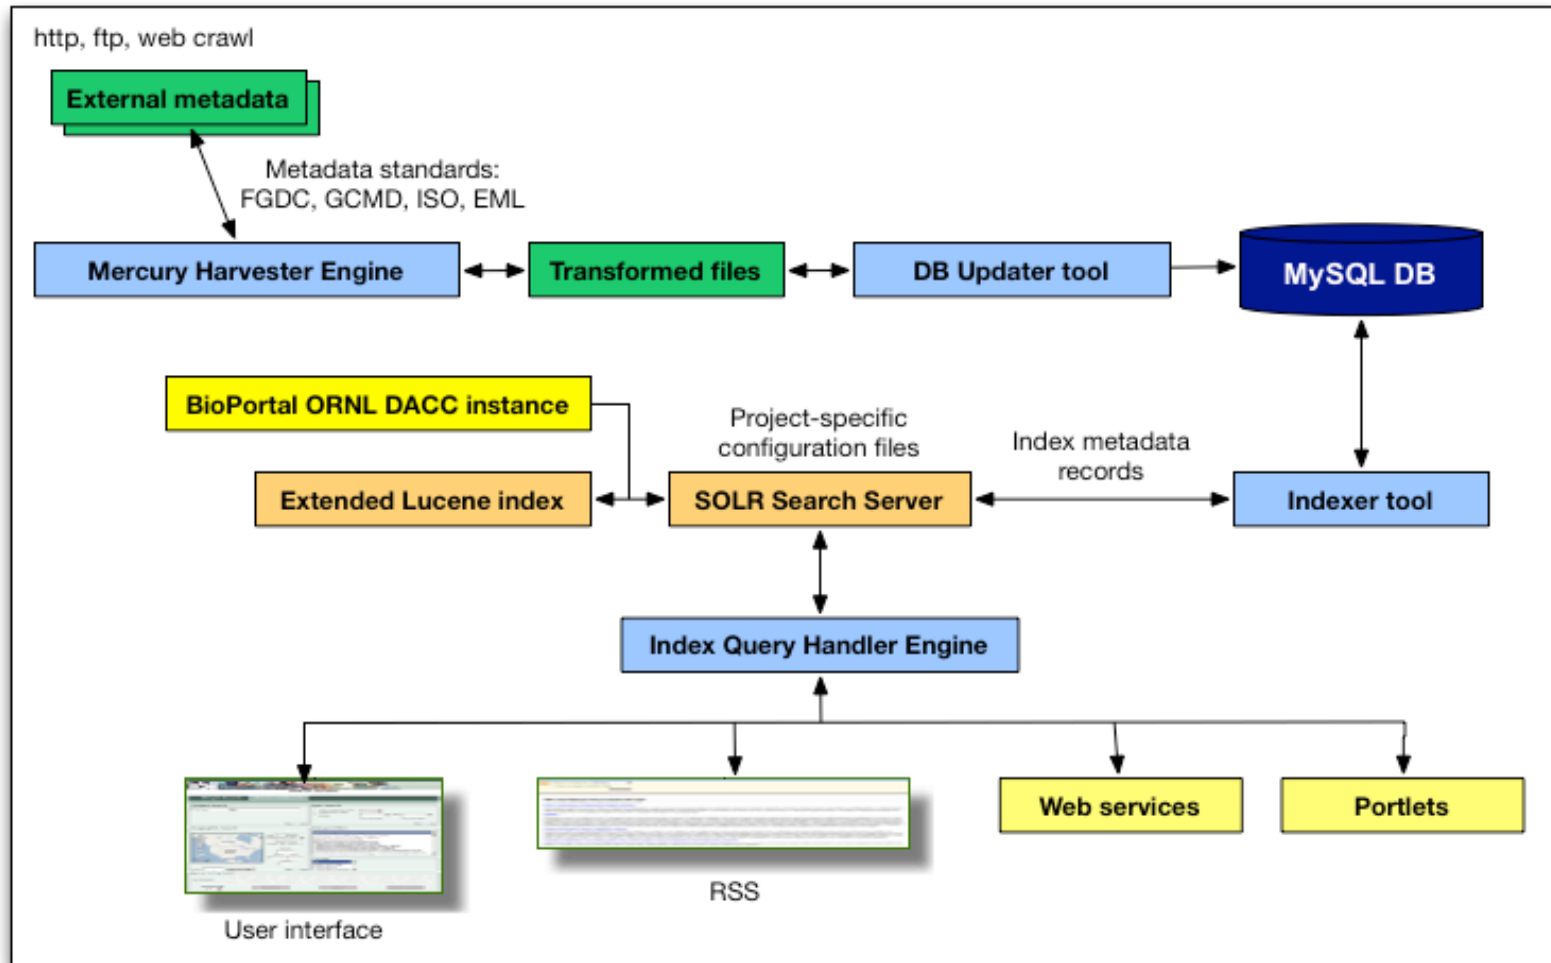 http, ftp, web crawl
External metadata
Metadata standards:
FGDC, GCMD, ISO, EML
Mercury Harvester Engine
Transformed files
DB Updater tool
MySQL DB
BioPortal ORNL DACC instance
Project-specific
configuration files
Index metadata
records
Extended Lucene index
SOLR Search Server
Indexer tool
Index Query Handler Engine
Web services
Portlets
RSS
User interface